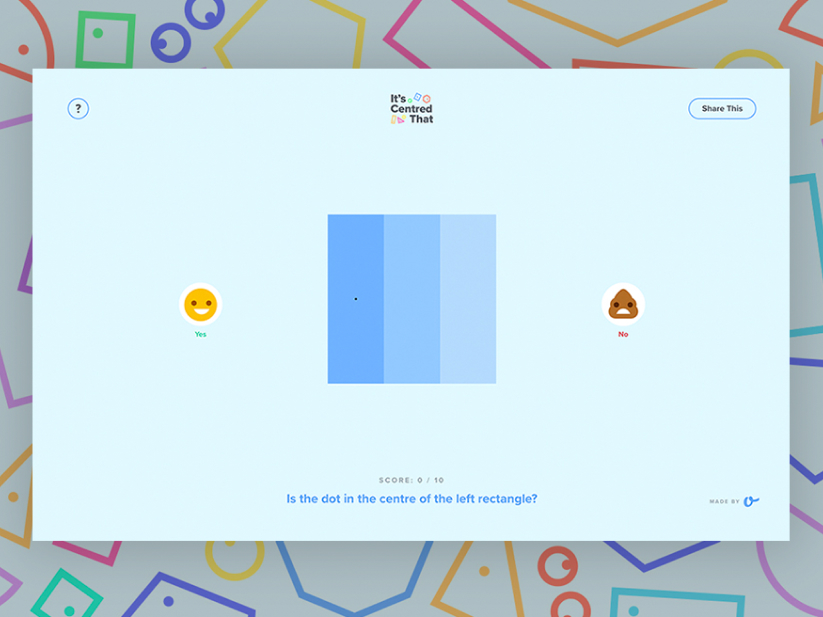 ?
It's
Centred
That
Share This
Yes
No
SCORE: 0 / 10
Is the dot in the centre of the left rectangle?
MADE BY